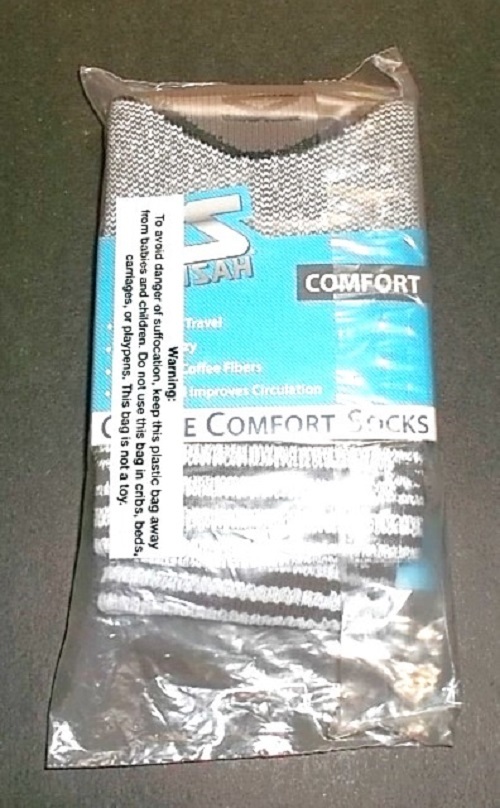 COMFORT
Travel
Coffee Fibers
Improves Circulation
COMFORT SOCKS
Warning:
To avoid danger of suffocation, keep this plastic bag away
from babies and children. Do not use this bag in cribs, beds,
carriages, or playpens. This bag is not a toy.